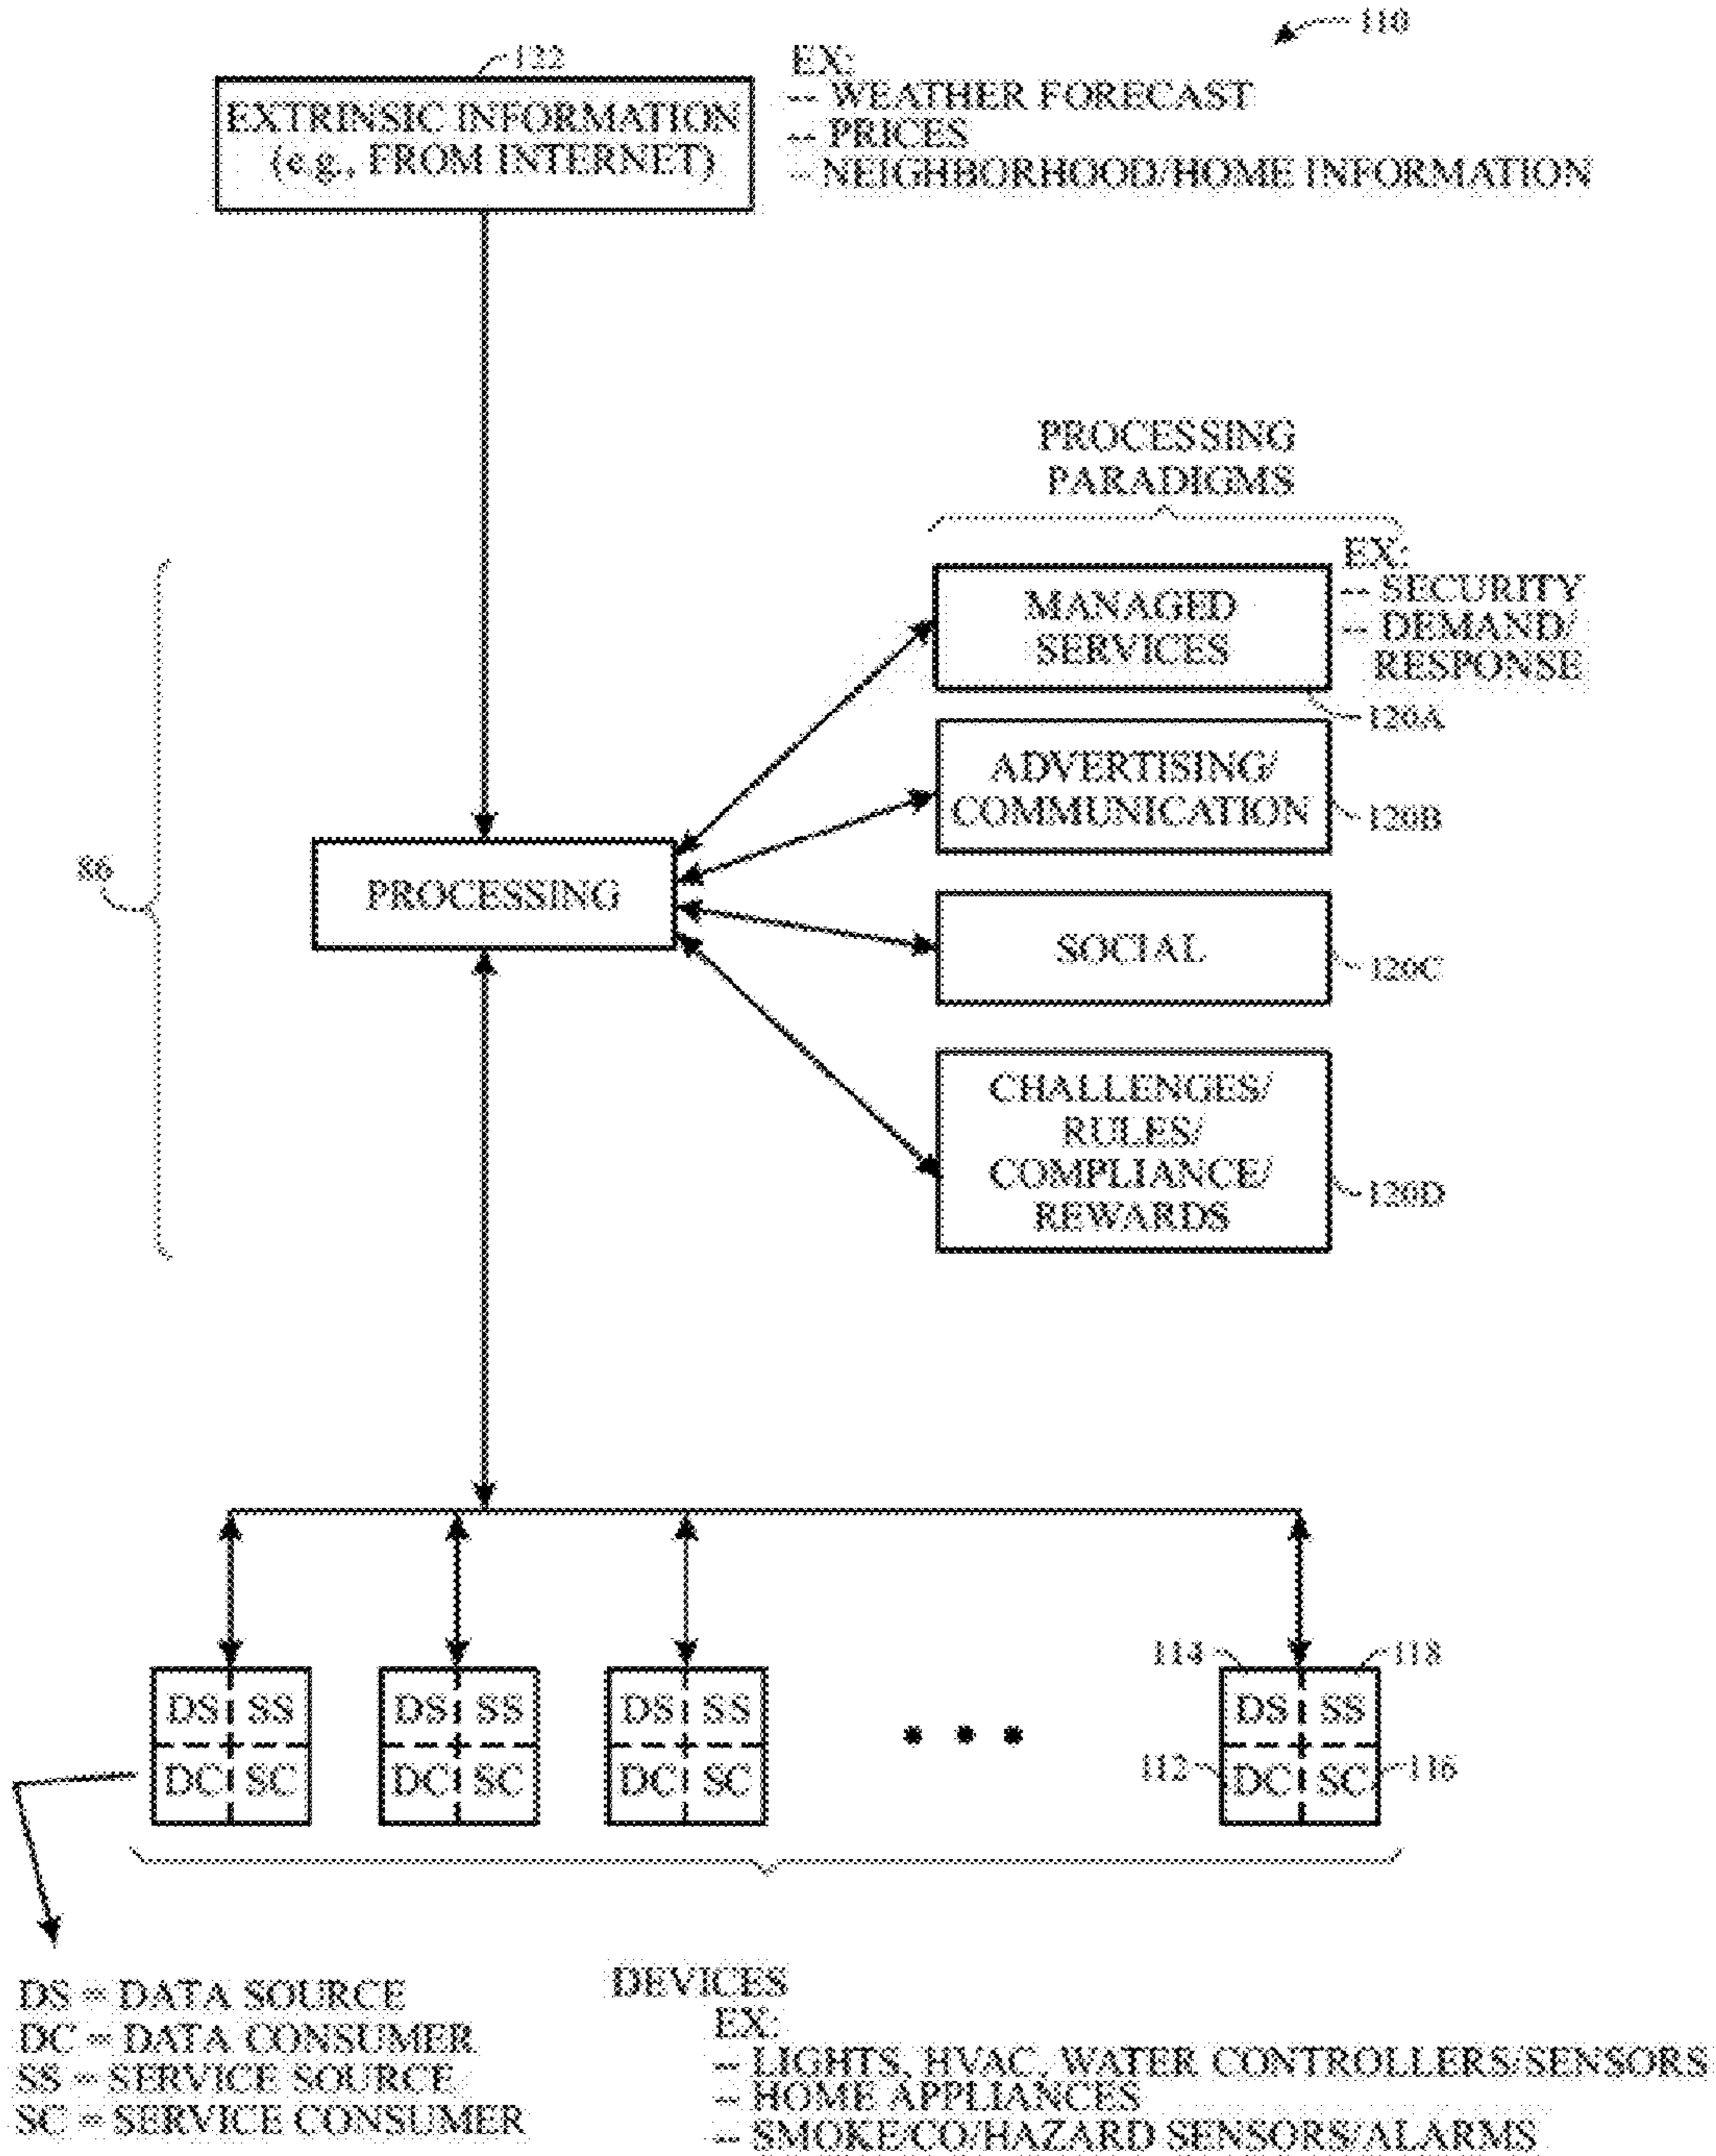 110
122
EXTRINSIC INFORMATION
(e.g., FROM INTERNET)
EX:
-- WEATHER FORECAST
-- PRICES
-- NEIGHBORHOOD/HOME INFORMATION
PROCESSING
PARADIGMS
MANAGED
SERVICES
EX:
-- SECURITY
-- DEMAND/
RESPONSE
120A
ADVERTISING/
COMMUNICATION
120B
86
PROCESSING
SOCIAL
120C
CHALLENGES/
RULES/
COMPLIANCE/
REWARDS
120D
DS SS
DC SC
DS SS
DC SC
DS SS
DC SC
114
118
DS SS
112
DC SC
116
DS = DATA SOURCE
DC = DATA CONSUMER
SS = SERVICE SOURCE
SC = SERVICE CONSUMER
DEVICES
EX:
-- LIGHTS, HVAC, WATER CONTROLLERS/SENSORS
-- HOME APPLIANCES
-- SMOKE/CO/HAZARD SENSORS/ALARMS